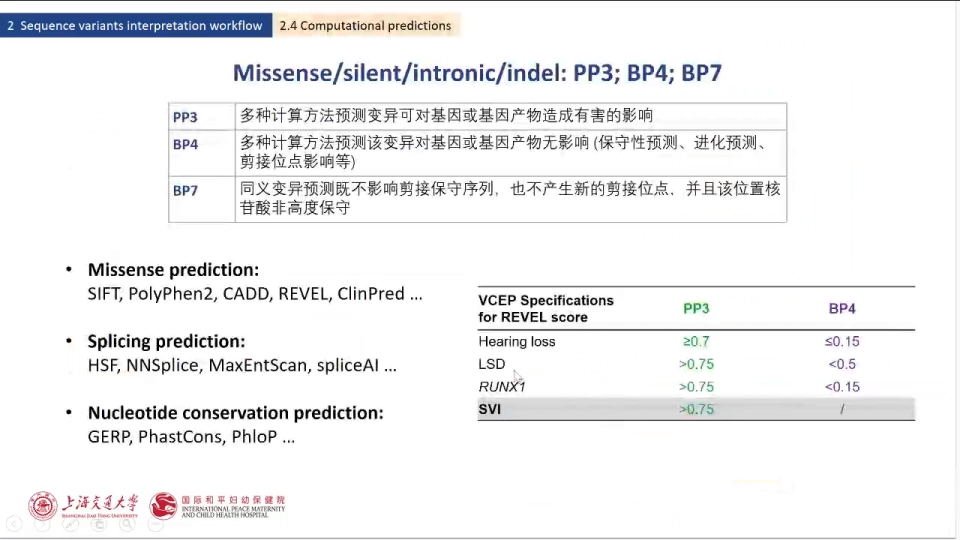 2 Sequence variants interpretation workflow 2.4 Computational predictions
Missense/silent/intronic/indel: PP3; BP4; BP7
PP3 多种计算方法预测变异可对基因或基因产物造成有害的影响
BP4 多种计算方法预测该变异对基因或基因产物无影响 (保守性预测、进化预测、
剪接位点影响等)
BP7 同义变异预测既不影响剪接保守序列，也不产生新的剪接位点，并且该位置核
苷酸非高度保守
• Missense prediction:
SIFT, PolyPhen2, CADD, REVEL, ClinPred ...
• Splicing prediction:
HSF, NNSplice, MaxEntScan, spliceAI ...
• Nucleotide conservation prediction:
GERP, PhastCons, PhloP ...
VCEP Specifications
for REVEL score PP3 BP4
Hearing loss ≥0.7 ≤0.15
LSD >0.75 <0.5
RUNX1 >0.75 <0.15
SVI >0.75 /
上海交通大学
SHANGHAI JIAO TONG UNIVERSITY
国际和平妇幼保健院
INTERNATIONAL PEACE MATERNITY
AND CHILD HEALTH HOSPITAL